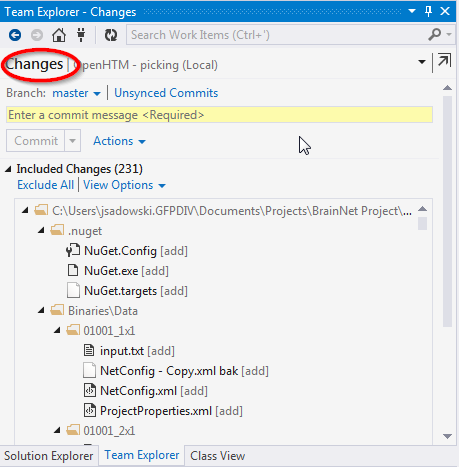 Team Explorer - Changes
Search Work Items (Ctrl+')
Changes | OpenHTM - picking (Local)
Branch: master | Unsynced Commits
Enter a commit message <Required>
Commit Actions
Included Changes (231)
Exclude All | View Options
C:\Users\jsadowski.GFPDIV\Documents\Projects\BrainNet Project\...
.nuget
NuGet.Config [add]
NuGet.exe [add]
NuGet.targets [add]
Binaries\Data
01001_1x1
input.txt [add]
NetConfig - Copy.xml bak [add]
NetConfig.xml [add]
ProjectProperties.xml [add]
01001_2x1
Solution Explorer Team Explorer Class View